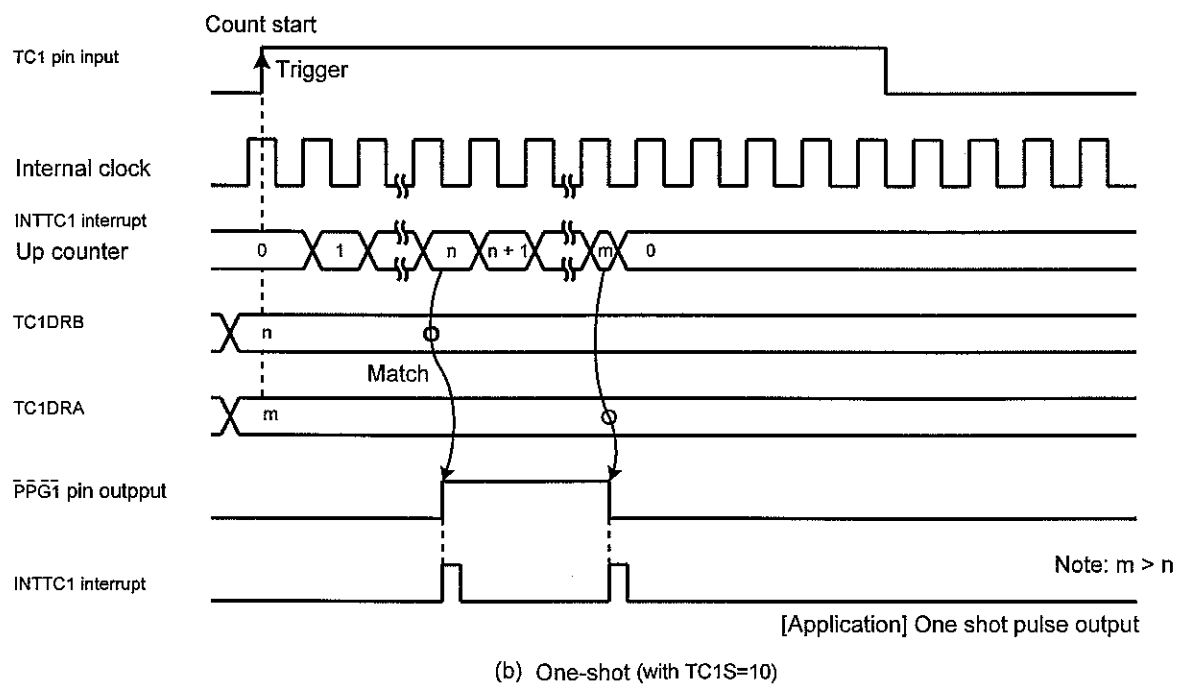 Count start
TC1 pin input
Trigger
Internal clock
INTTC1 interrupt
Up counter
0 1 n n + 1 m 0
TC1DRB
n
Match
TC1DRA
m
PPG1 pin outpput
INTTC1 interrupt
Note: m > n
[Application] One shot pulse output
(b) One-shot (with TC1S=10)